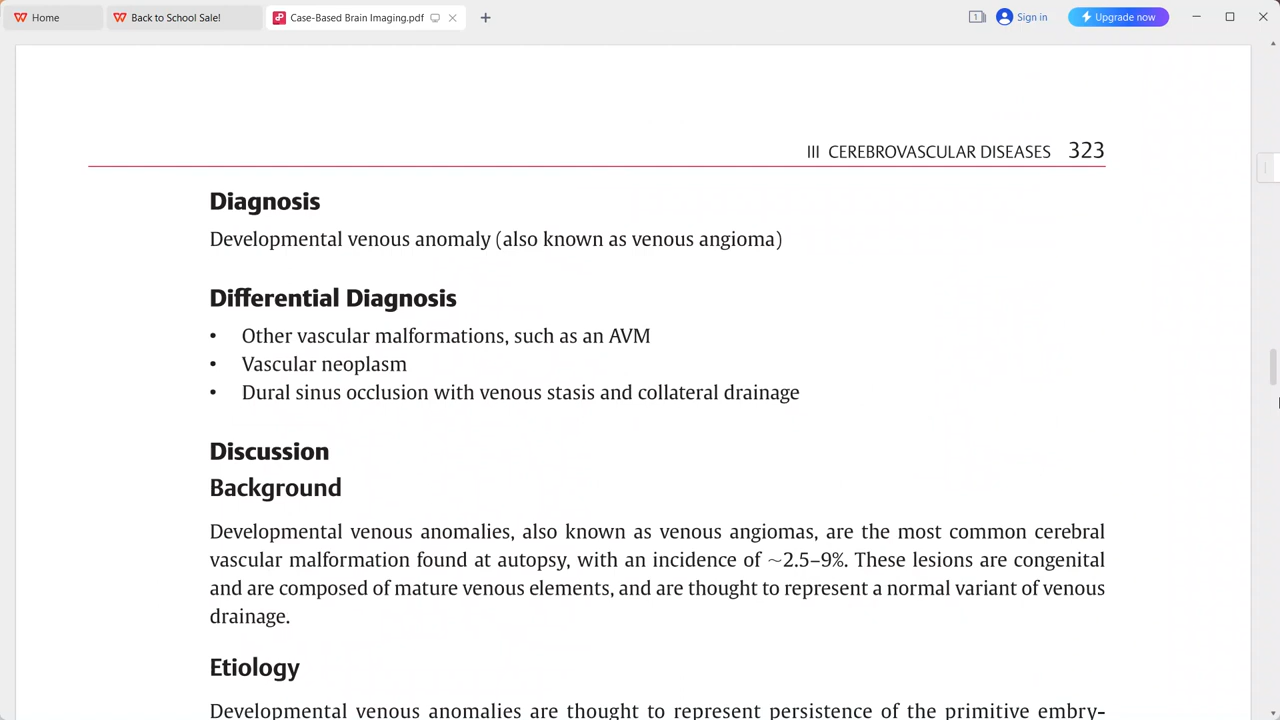 Home
Back to School Sale!
Case-Based Brain Imaging.pdf
1
Sign in
Upgrade now
III CEREBROVASCULAR DISEASES 323
Diagnosis
Developmental venous anomaly (also known as venous angioma)
Differential Diagnosis
• Other vascular malformations, such as an AVM
• Vascular neoplasm
• Dural sinus occlusion with venous stasis and collateral drainage
Discussion
Background
Developmental venous anomalies, also known as venous angiomas, are the most common cerebral
vascular malformation found at autopsy, with an incidence of ~2.5–9%. These lesions are congenital
and are composed of mature venous elements, and are thought to represent a normal variant of venous
drainage.
Etiology
Developmental venous anomalies are thought to represent persistence of the primitive embry-